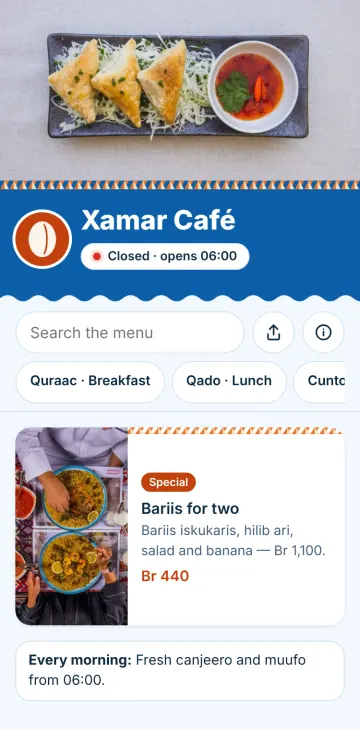 Xamar Café
Closed · opens 06:00
Search the menu
Quraac · Breakfast
Qado · Lunch
Special
Bariis for two
Bariis iskukaris, hilib ari,
salad and banana — Br 1,100.
Br 440
Every morning: Fresh canjeero and muufo
from 06:00.